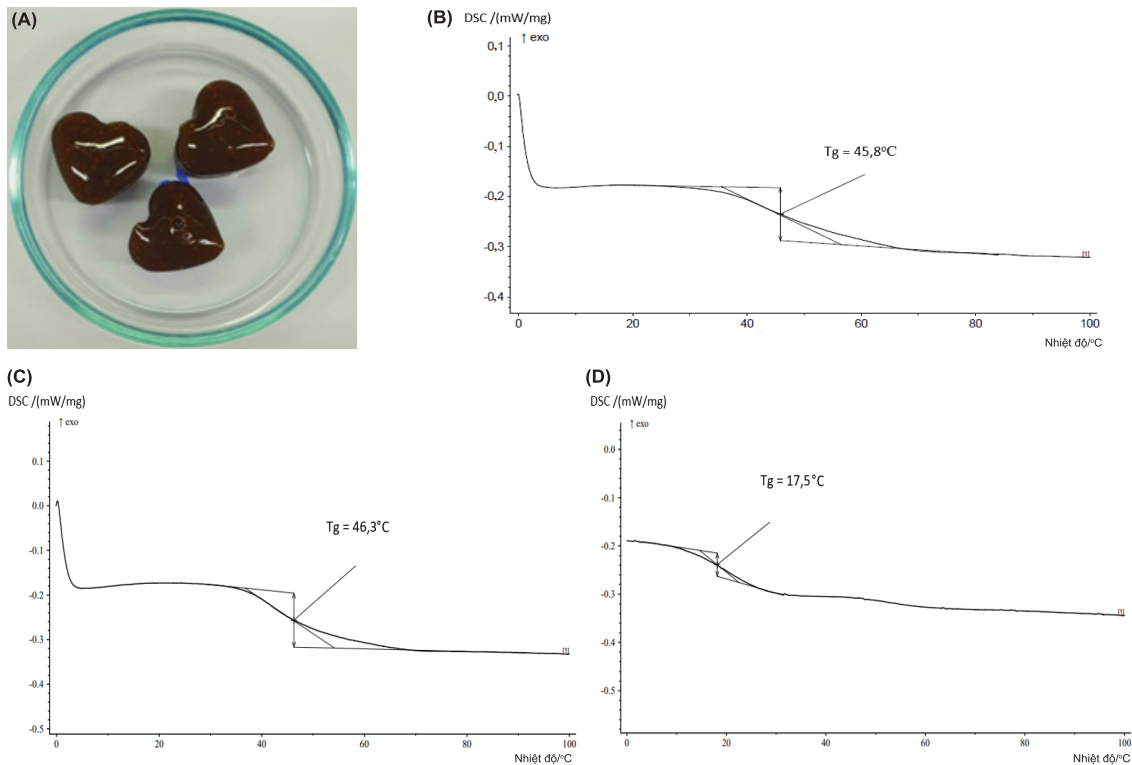 (A)
(B)
DSC /(mW/mg)
↑ exo
0,1
0,0
-0,1
-0,2
-0,3
-0,4
Tg = 45,8°C
[1]
0
20
40
60
80
100
Nhiệt độ/°C
(C)
DSC /(mW/mg)
↑ exo
0.1
0.0
-0.1
-0.2
-0.3
-0.4
-0.5
Tg = 46,3°C
[1]
0
20
40
60
80
100
Nhiệt độ/°C
(D)
DSC /(mW/mg)
↑ exo
0.0
-0.1
-0.2
-0.3
-0.4
-0.5
Tg = 17,5°C
[1]
0
20
40
60
80
100
Nhiệt độ/°C